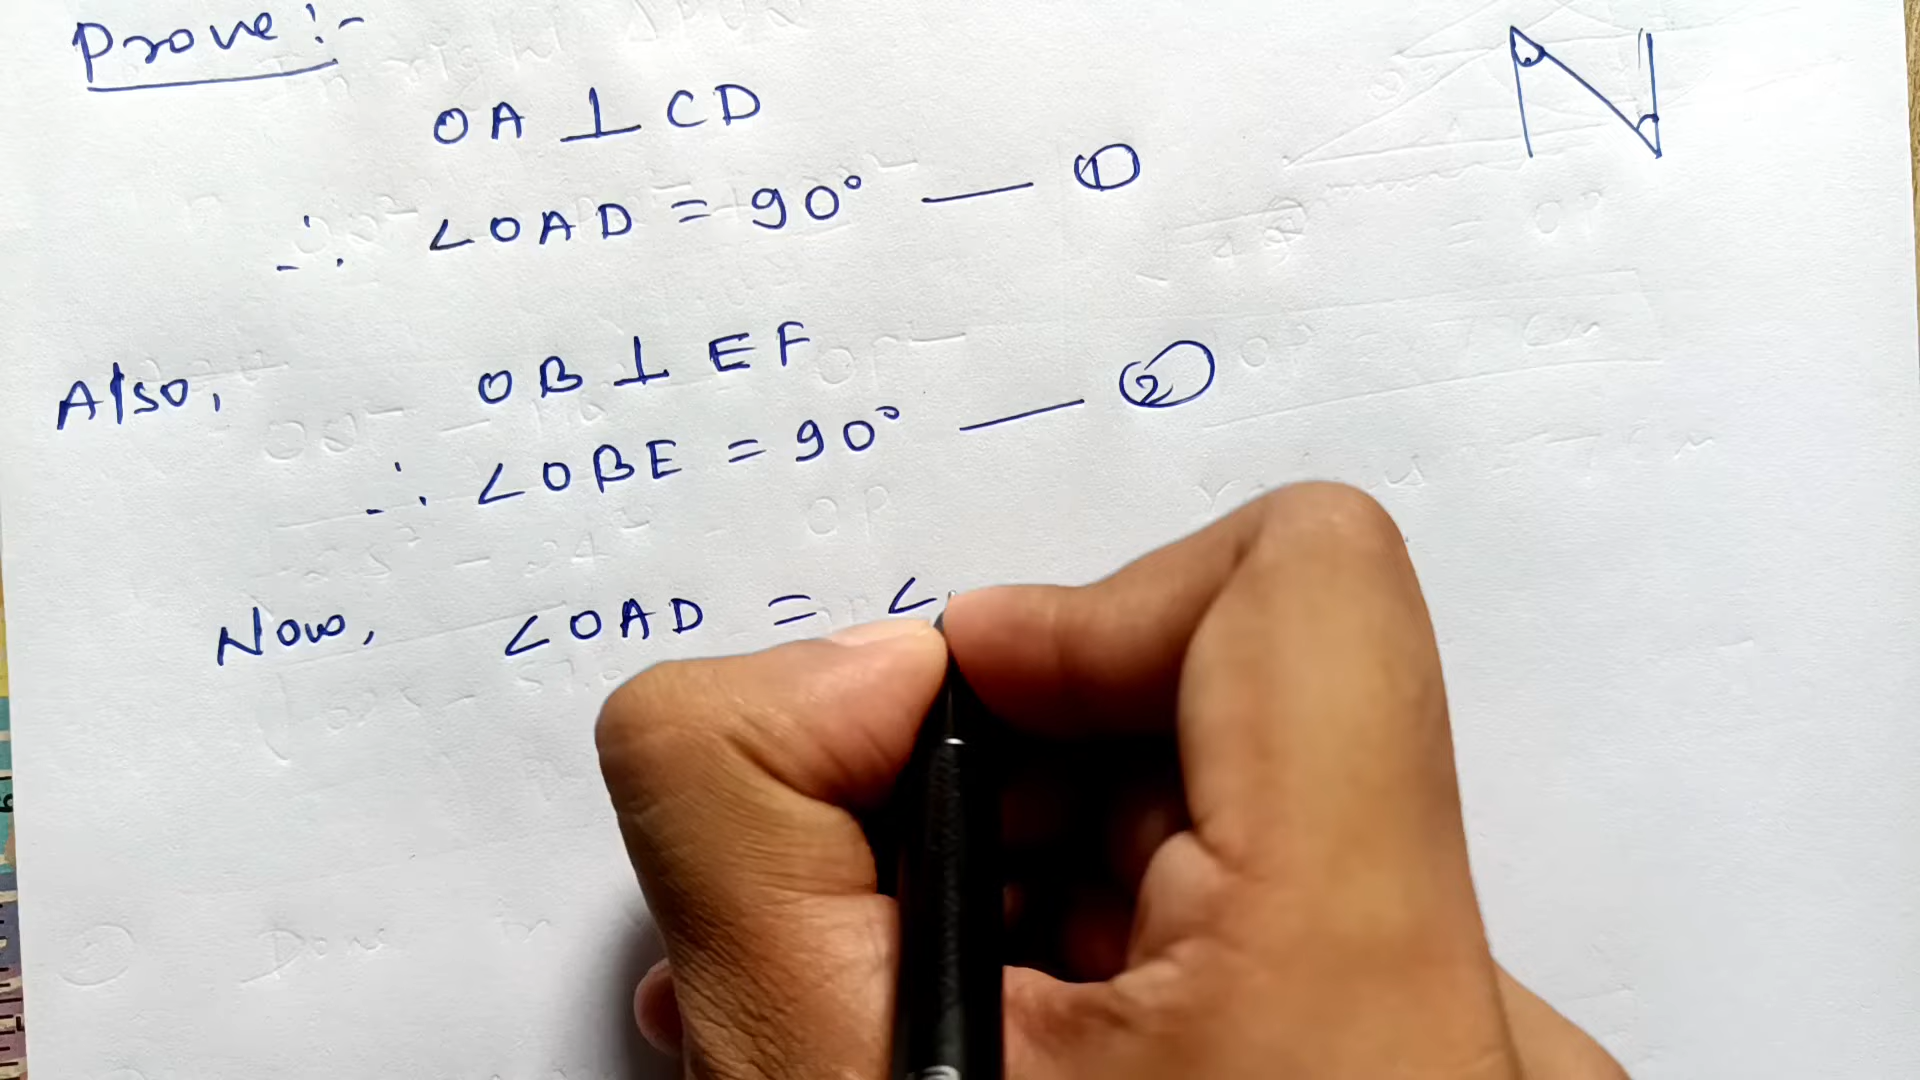 Prove :-
OA ⊥ CD
∴ ∠OAD = 90° — ①
Also, OB ⊥ EF
∴ ∠OBE = 90° — ②
Now, ∠OAD = ∠